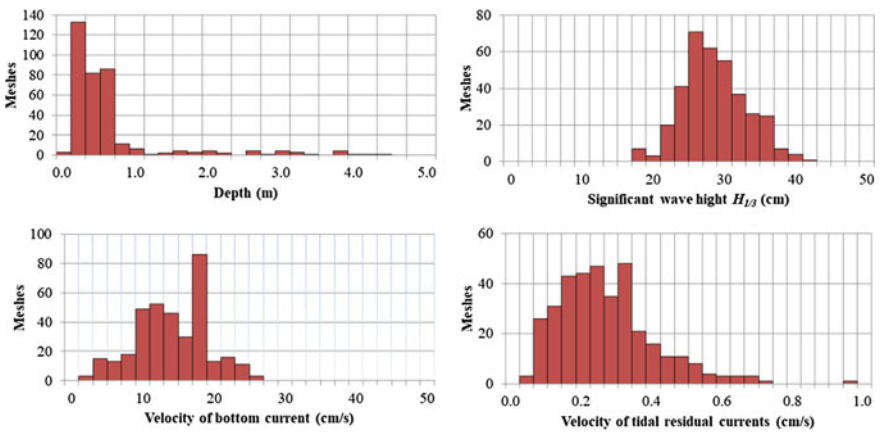 140
120
100
80
60
40
20
0
Meshes
0.0 1.0 2.0 3.0 4.0 5.0
Depth (m)
80
60
40
20
0
Meshes
0 10 20 30 40 50
Significant wave hight H1/3 (cm)
100
80
60
40
20
0
Meshes
0 10 20 30 40 50
Velocity of bottom current (cm/s)
60
40
20
0
Meshes
0.0 0.2 0.4 0.6 0.8 1.0
Velocity of tidal residual currents (cm/s)